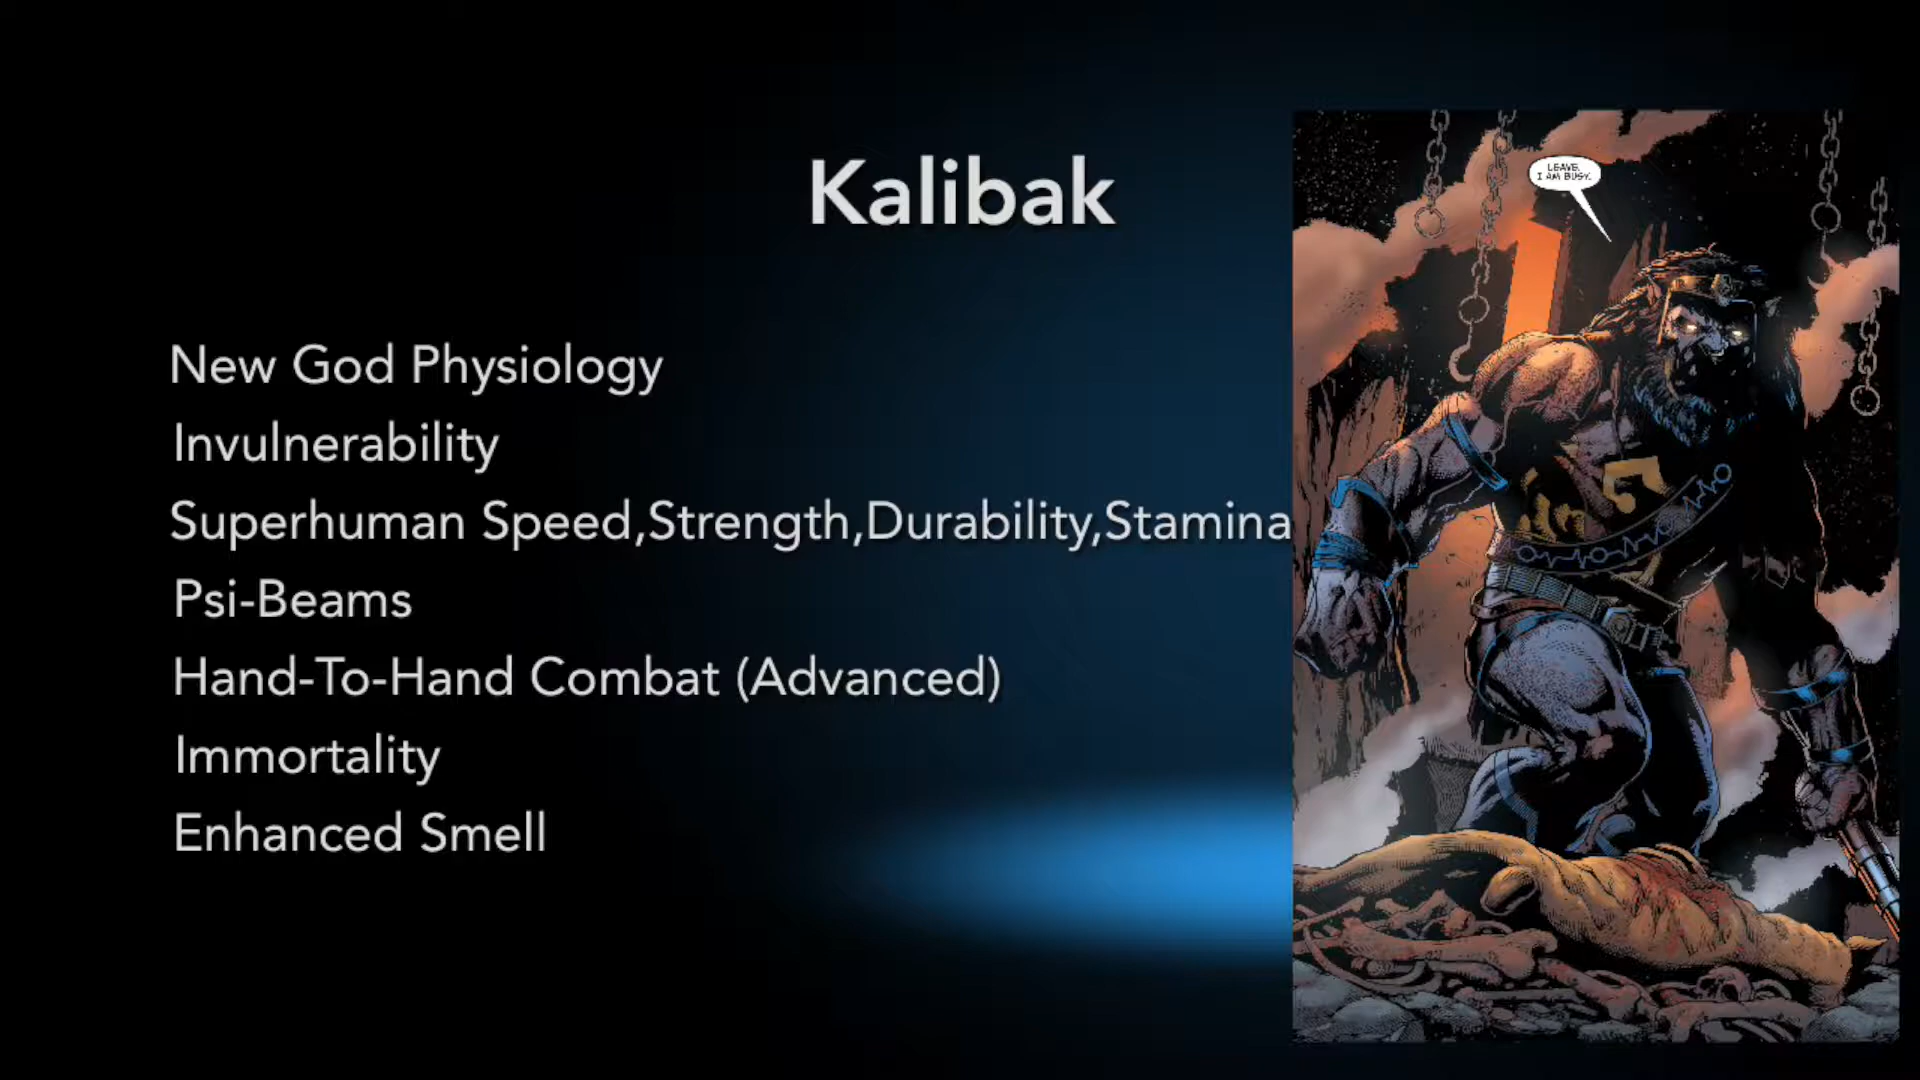 Kalibak
LEAVE.
I AM BUSY.
New God Physiology
Invulnerability
Superhuman Speed,Strength,Durability,Stamina
Psi-Beams
Hand-To-Hand Combat (Advanced)
Immortality
Enhanced Smell